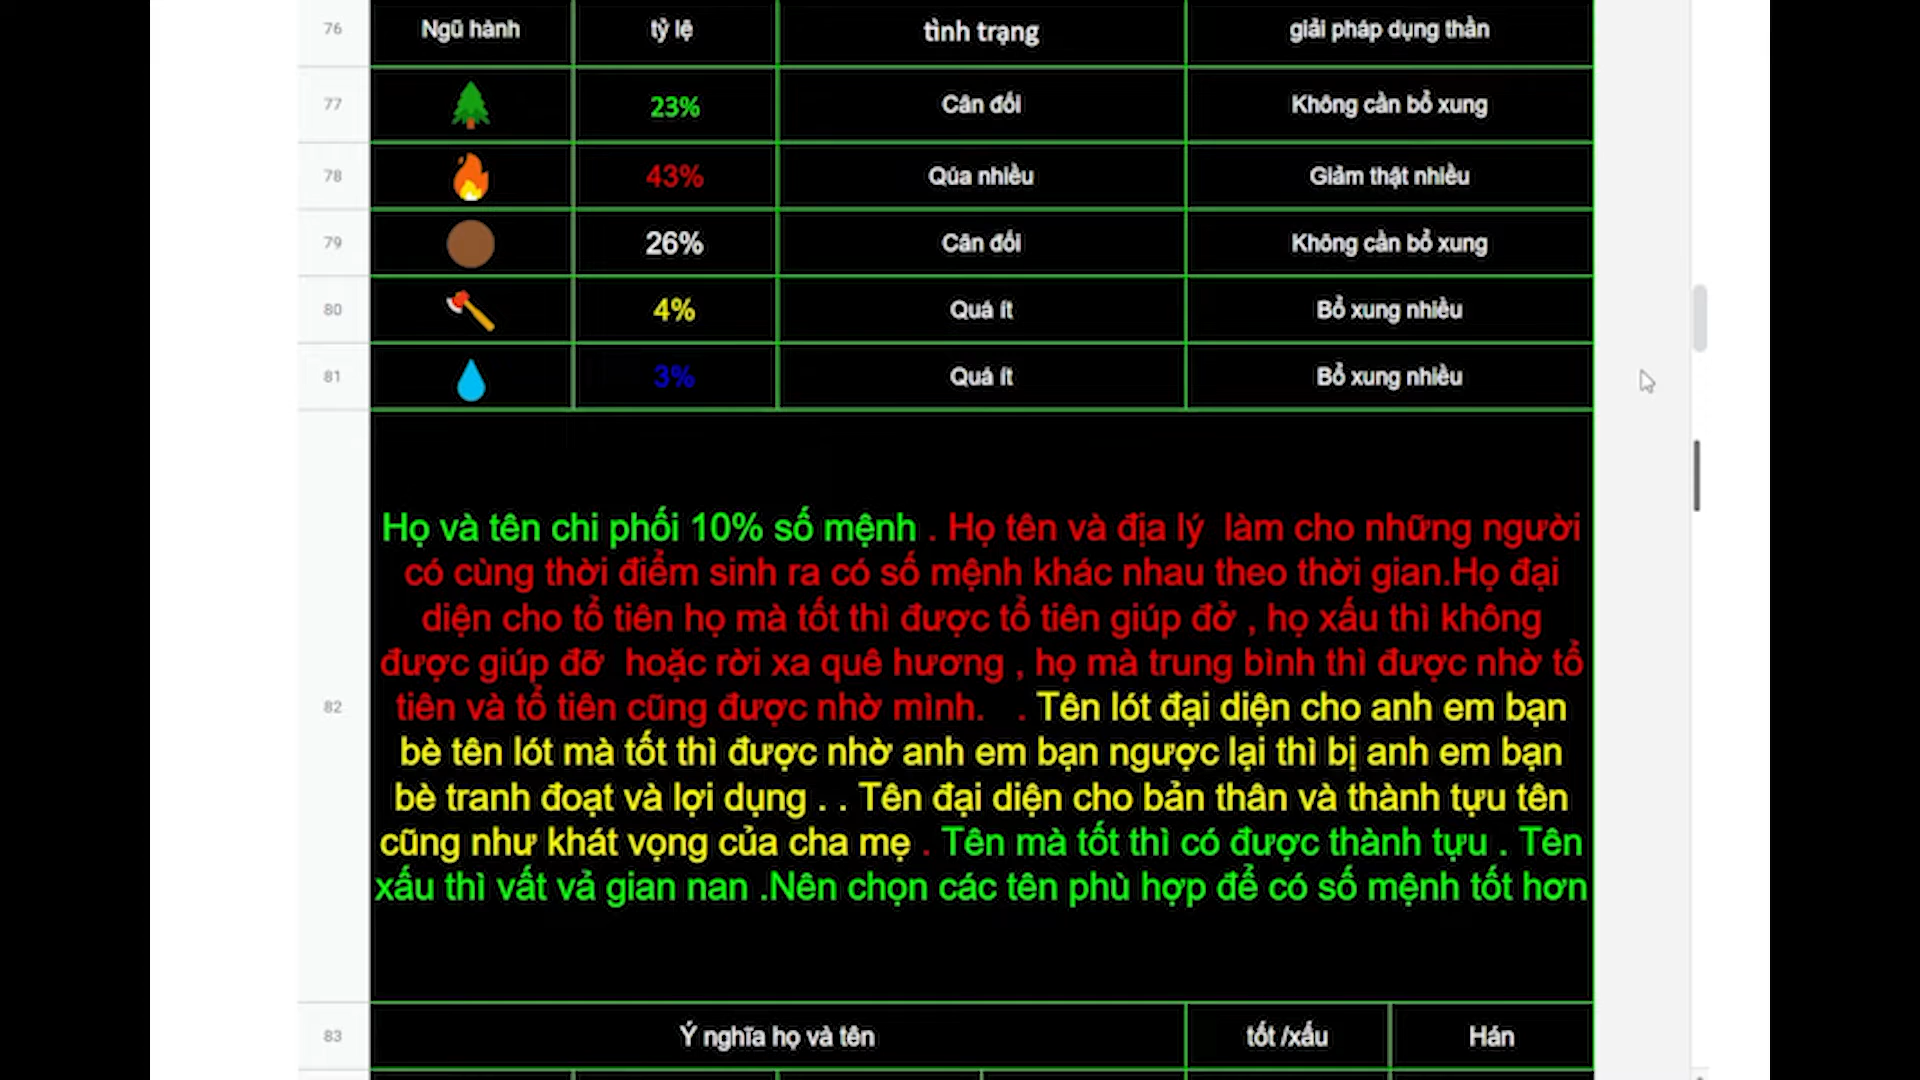 76 Ngũ hành tỷ lệ tình trạng giải pháp dụng thần
77 23% Cân đối Không cần bổ xung
78 43% Qúa nhiều Giảm thật nhiều
79 26% Cân đối Không cần bổ xung
80 4% Quá ít Bổ xung nhiều
81 3% Quá ít Bổ xung nhiều
Họ và tên chi phối 10% số mệnh . Họ tên và địa lý làm cho những người
có cùng thời điểm sinh ra có số mệnh khác nhau theo thời gian.Họ đại
diện cho tổ tiên họ mà tốt thì được tổ tiên giúp đở , họ xấu thì không
được giúp đỡ hoặc rời xa quê hương , họ mà trung bình thì được nhờ tổ
82 tiên và tổ tiên cũng được nhờ mình. . Tên lót đại diện cho anh em bạn
bè tên lót mà tốt thì được nhờ anh em bạn ngược lại thì bị anh em bạn
bè tranh đoạt và lợi dụng . . Tên đại diện cho bản thân và thành tựu tên
cũng như khát vọng của cha mẹ . Tên mà tốt thì có được thành tựu . Tên
xấu thì vất vả gian nan .Nên chọn các tên phù hợp để có số mệnh tốt hơn
83 Ý nghĩa họ và tên tốt /xấu Hán